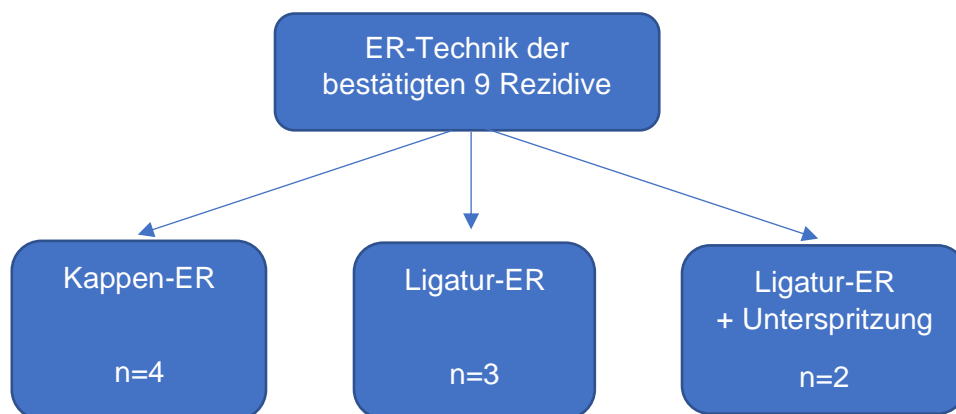 ER-Technik der
bestätigten 9 Rezidive
Kappen-ER
n=4
Ligatur-ER
n=3
Ligatur-ER
+ Unterspritzung
n=2